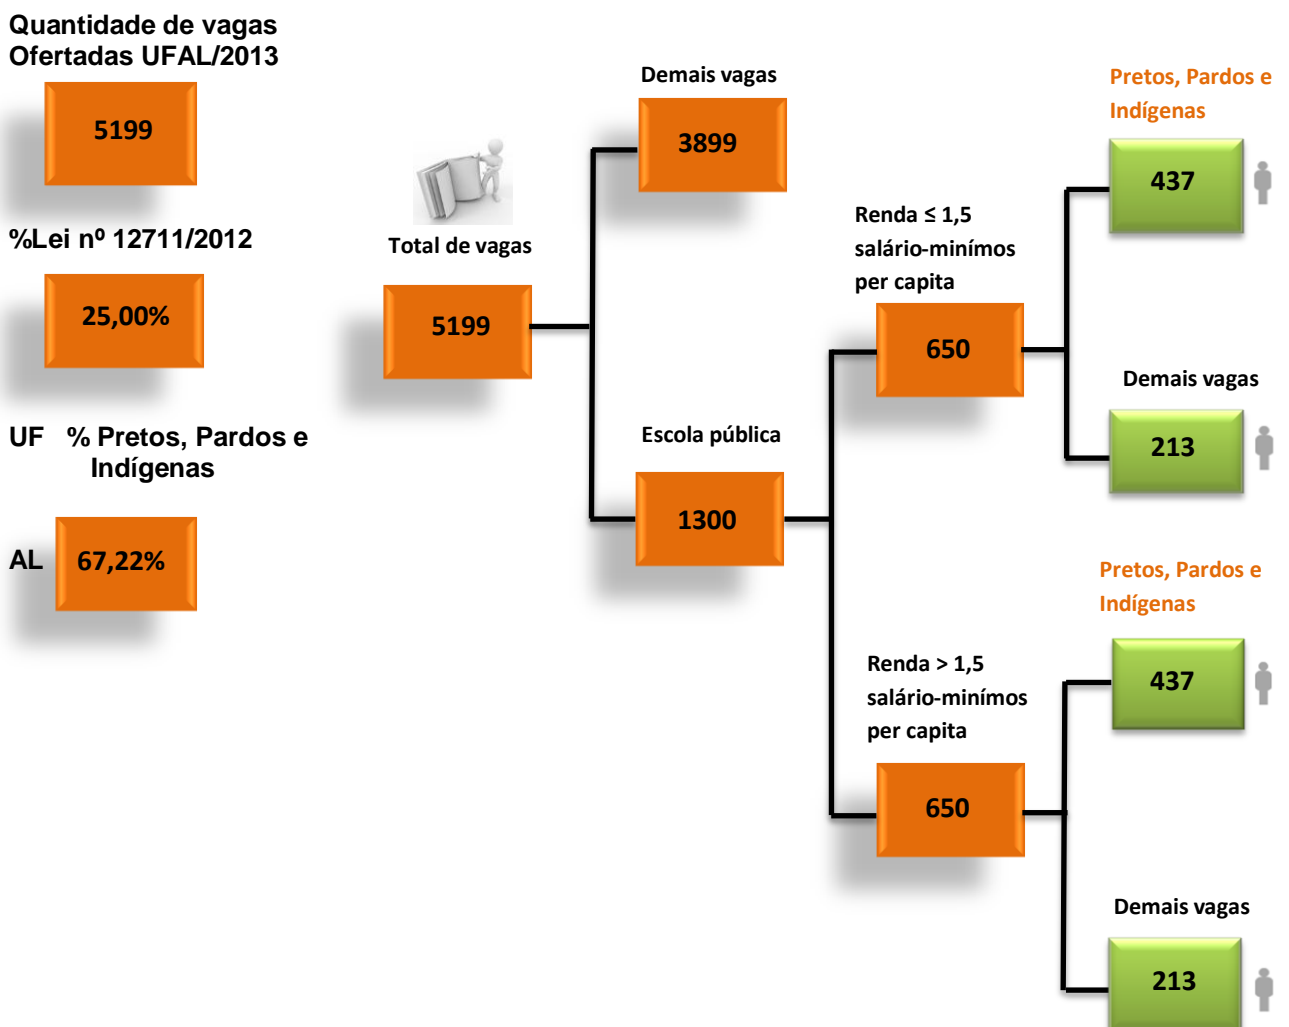 Quantidade de vagas
Ofertadas UFAL/2013
5199
%Lei nº 12711/2012
25,00%
UF % Pretos, Pardos e
Indígenas
AL 67,22%
Total de vagas
5199
Demais vagas
3899
Escola pública
1300
Renda ≤ 1,5
salário-minímos
per capita
650
Renda > 1,5
salário-minímos
per capita
650
Pretos, Pardos e
Indígenas
437
Demais vagas
213
Pretos, Pardos e
Indígenas
437
Demais vagas
213